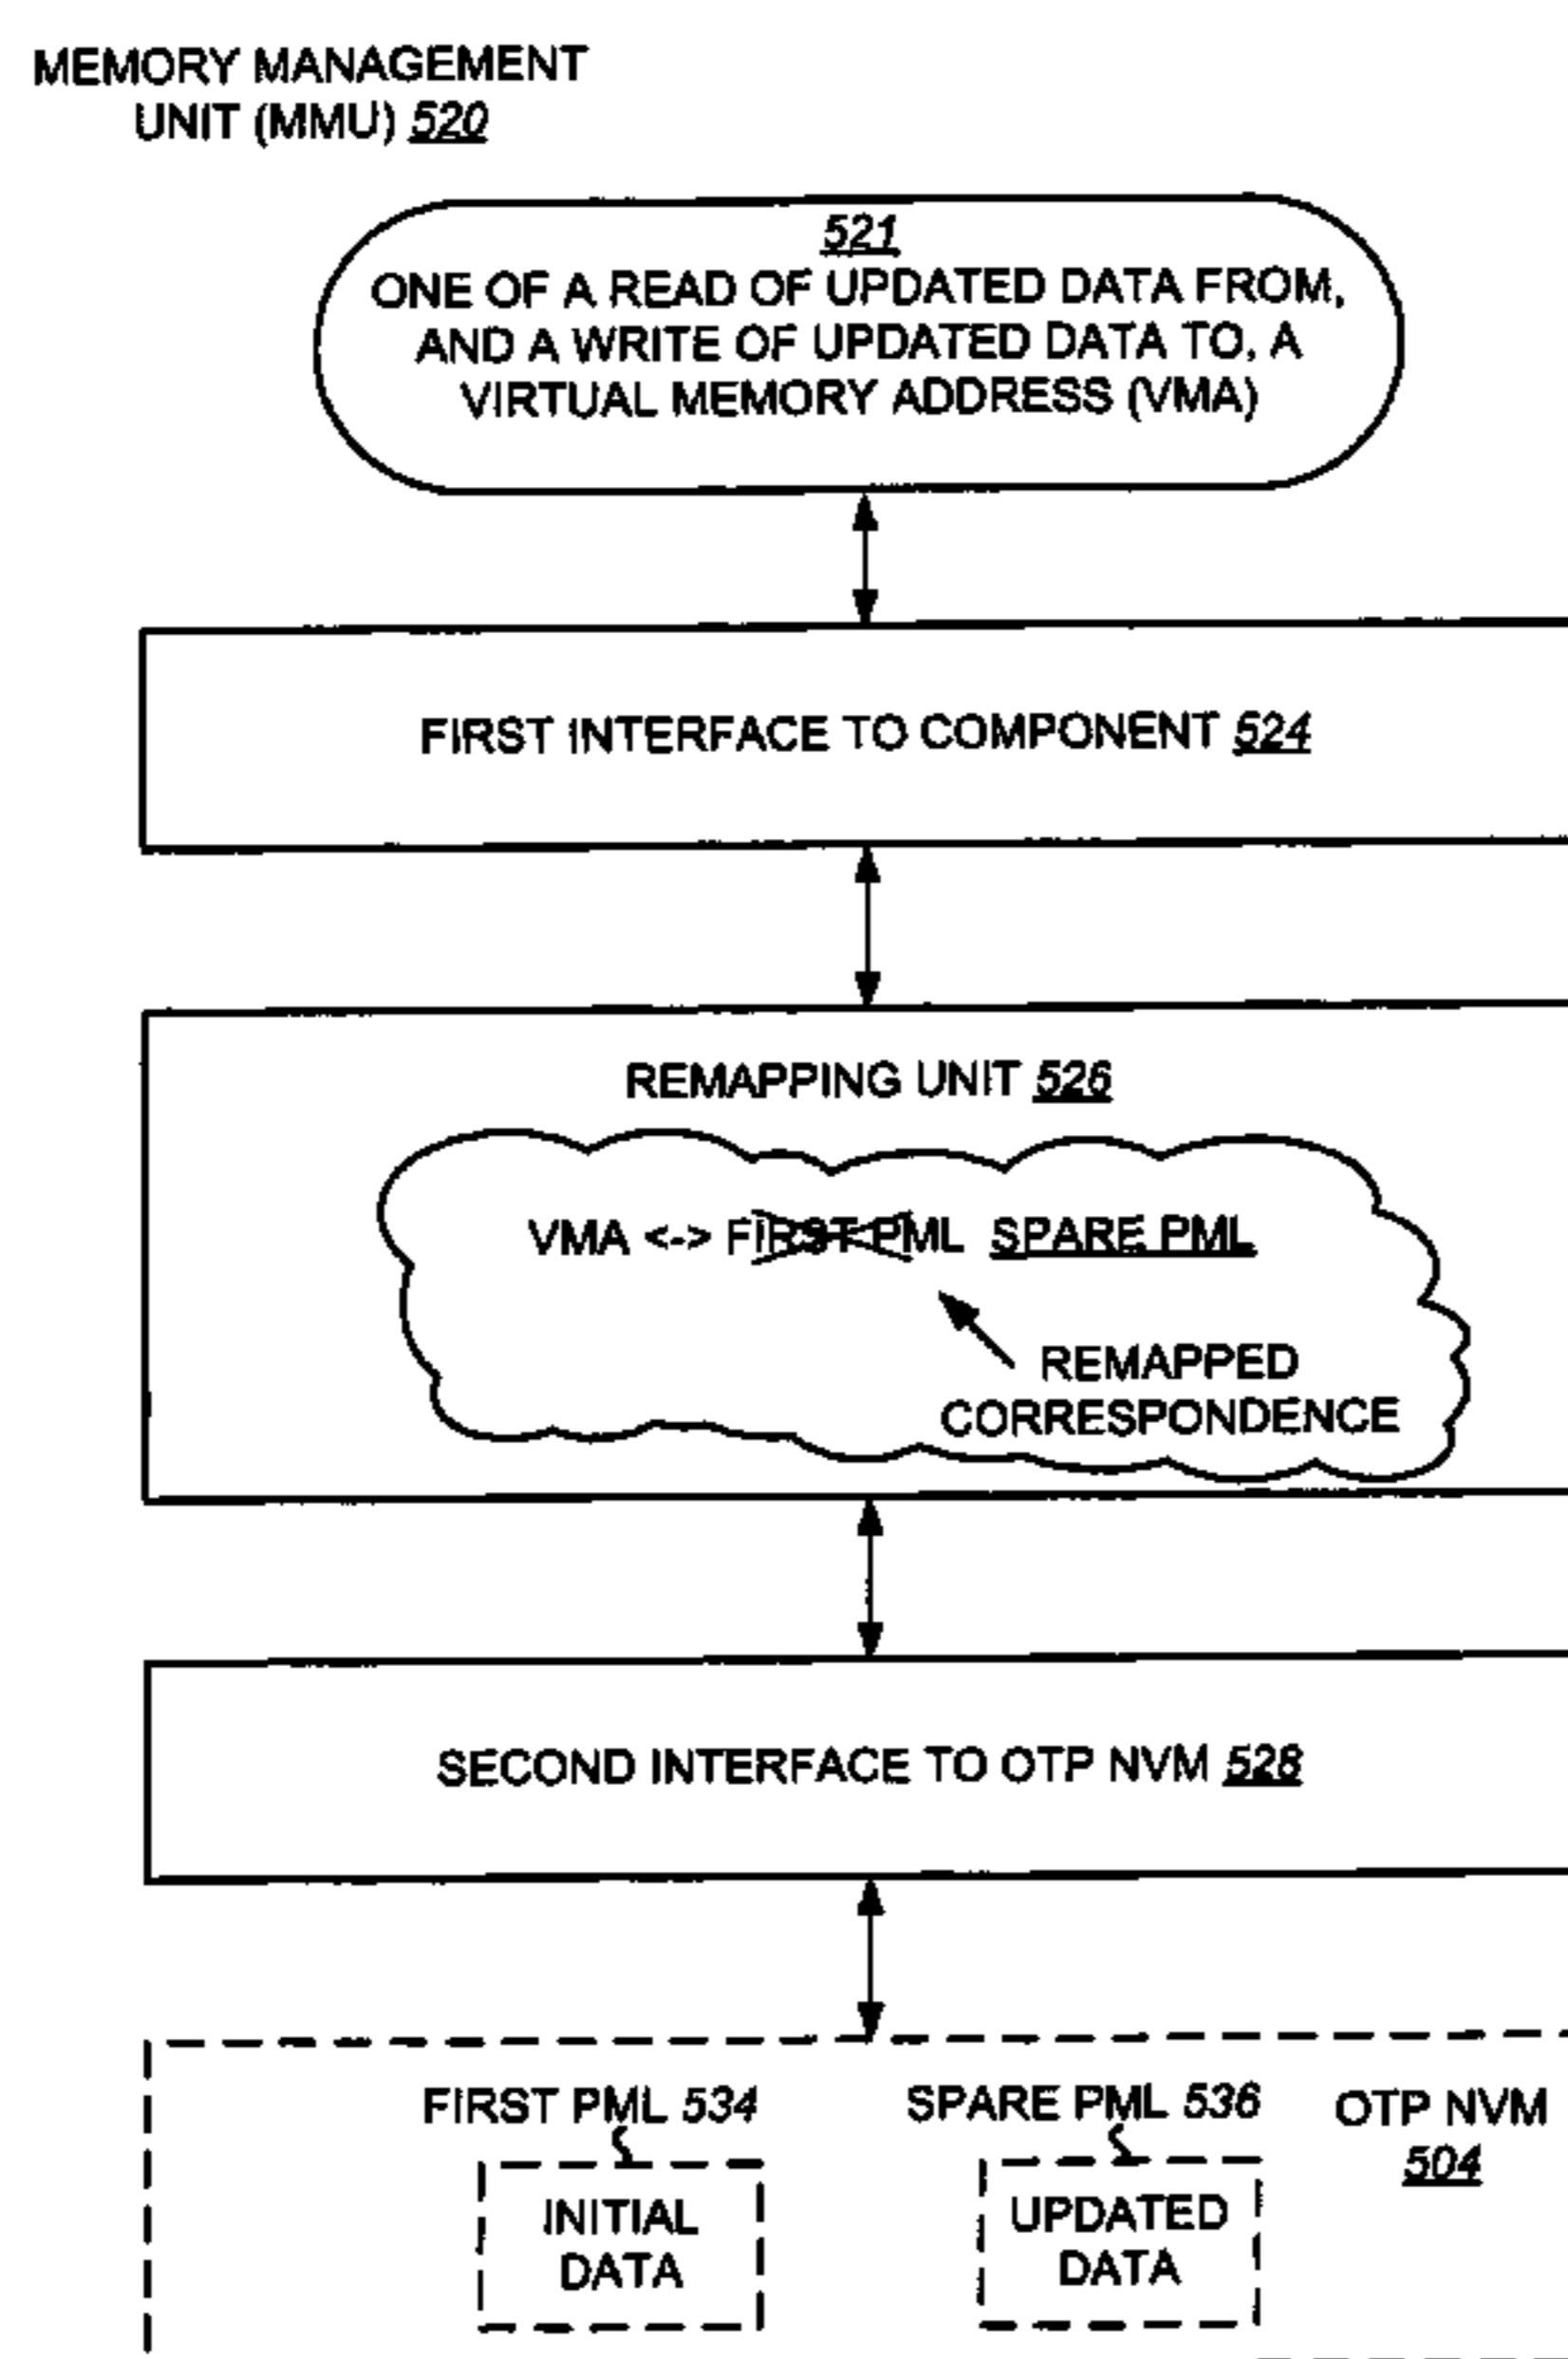 MEMORY MANAGEMENT
UNIT (MMU) 520
521
ONE OF A READ OF UPDATED DATA FROM,
AND A WRITE OF UPDATED DATA TO, A
VIRTUAL MEMORY ADDRESS (VMA)
FIRST INTERFACE TO COMPONENT 524
REMAPPING UNIT 526
VMA <-> FIRST PML SPARE PML
REMAPPED
CORRESPONDENCE
SECOND INTERFACE TO OTP NVM 528
FIRST PML 534 SPARE PML 536 OTP NVM
504
INITIAL UPDATED
DATA DATA